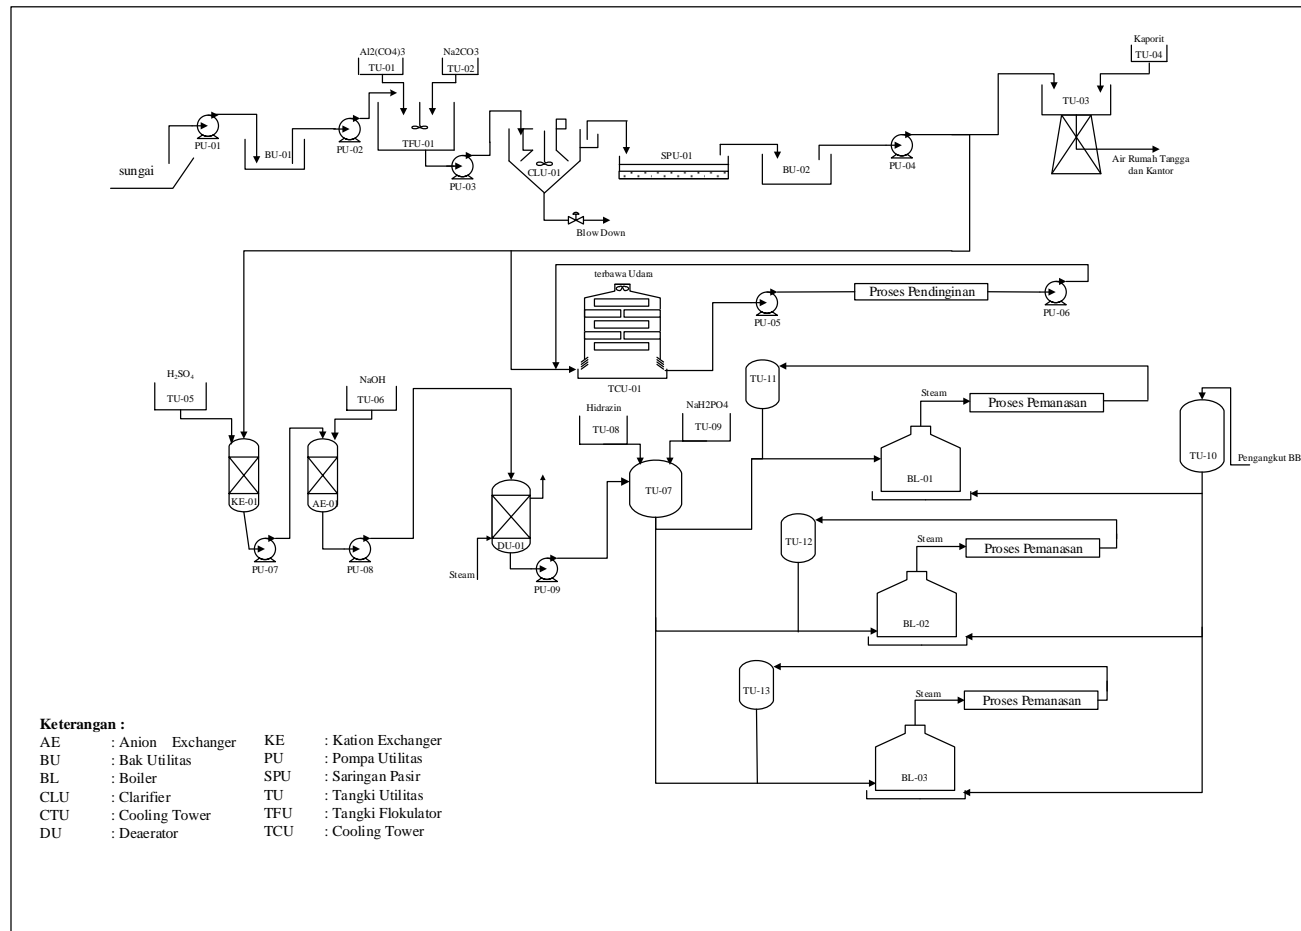 Al2(CO4)3
TU-01
Na2CO3
TU-02
Kaporit
TU-04
TU-03
PU-01
BU-01
PU-02
TFU-01
PU-03
CLU-01
SPU-01
BU-02
PU-04
sungai
Air Rumah Tangga
dan Kantor
Blow Down
terbawa Udara
PU-05
Proses Pendinginan
PU-06
TCU-01
H2SO4
TU-05
NaOH
TU-06
KE-01
AE-01
PU-07
PU-08
Steam
DU-01
PU-09
Hidrazin
TU-08
NaH2PO4
TU-09
TU-07
TU-11
Steam
Proses Pemanasan
BL-01
TU-10
Pengangkut BB
TU-12
Steam
Proses Pemanasan
BL-02
TU-13
Steam
Proses Pemanasan
BL-03
Keterangan :
AE : Anion Exchanger
BU : Bak Utilitas
BL : Boiler
CLU : Clarifier
CTU : Cooling Tower
DU : Deaerator
KE : Kation Exchanger
PU : Pompa Utilitas
SPU : Saringan Pasir
TU : Tangki Utilitas
TFU : Tangki Flokulator
TCU : Cooling Tower